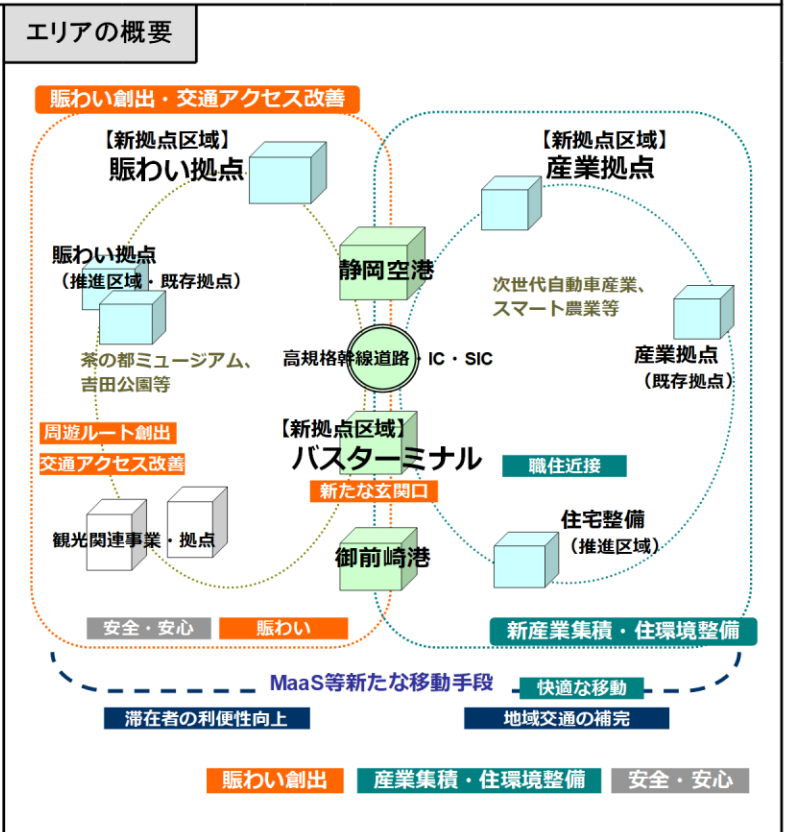 エリアの概要
賑わい創出・交通アクセス改善
【新拠点区域】
賑わい拠点
【新拠点区域】
産業拠点
賑わい拠点
（推進区域・既存拠点）
静岡空港
次世代自動車産業、
スマート農業等
茶の都ミュージアム、
吉田公園等
高規格幹線道路・IC・SIC
産業拠点
（既存拠点）
周遊ルート創出
交通アクセス改善
【新拠点区域】
バスターミナル
新たな玄関口
職住近接
観光関連事業・拠点
御前崎港
住宅整備
（推進区域）
安全・安心
賑わい
新産業集積・住環境整備
MaaS等新たな移動手段
快適な移動
滞在者の利便性向上
地域交通の補完
賑わい創出
産業集積・住環境整備
安全・安心